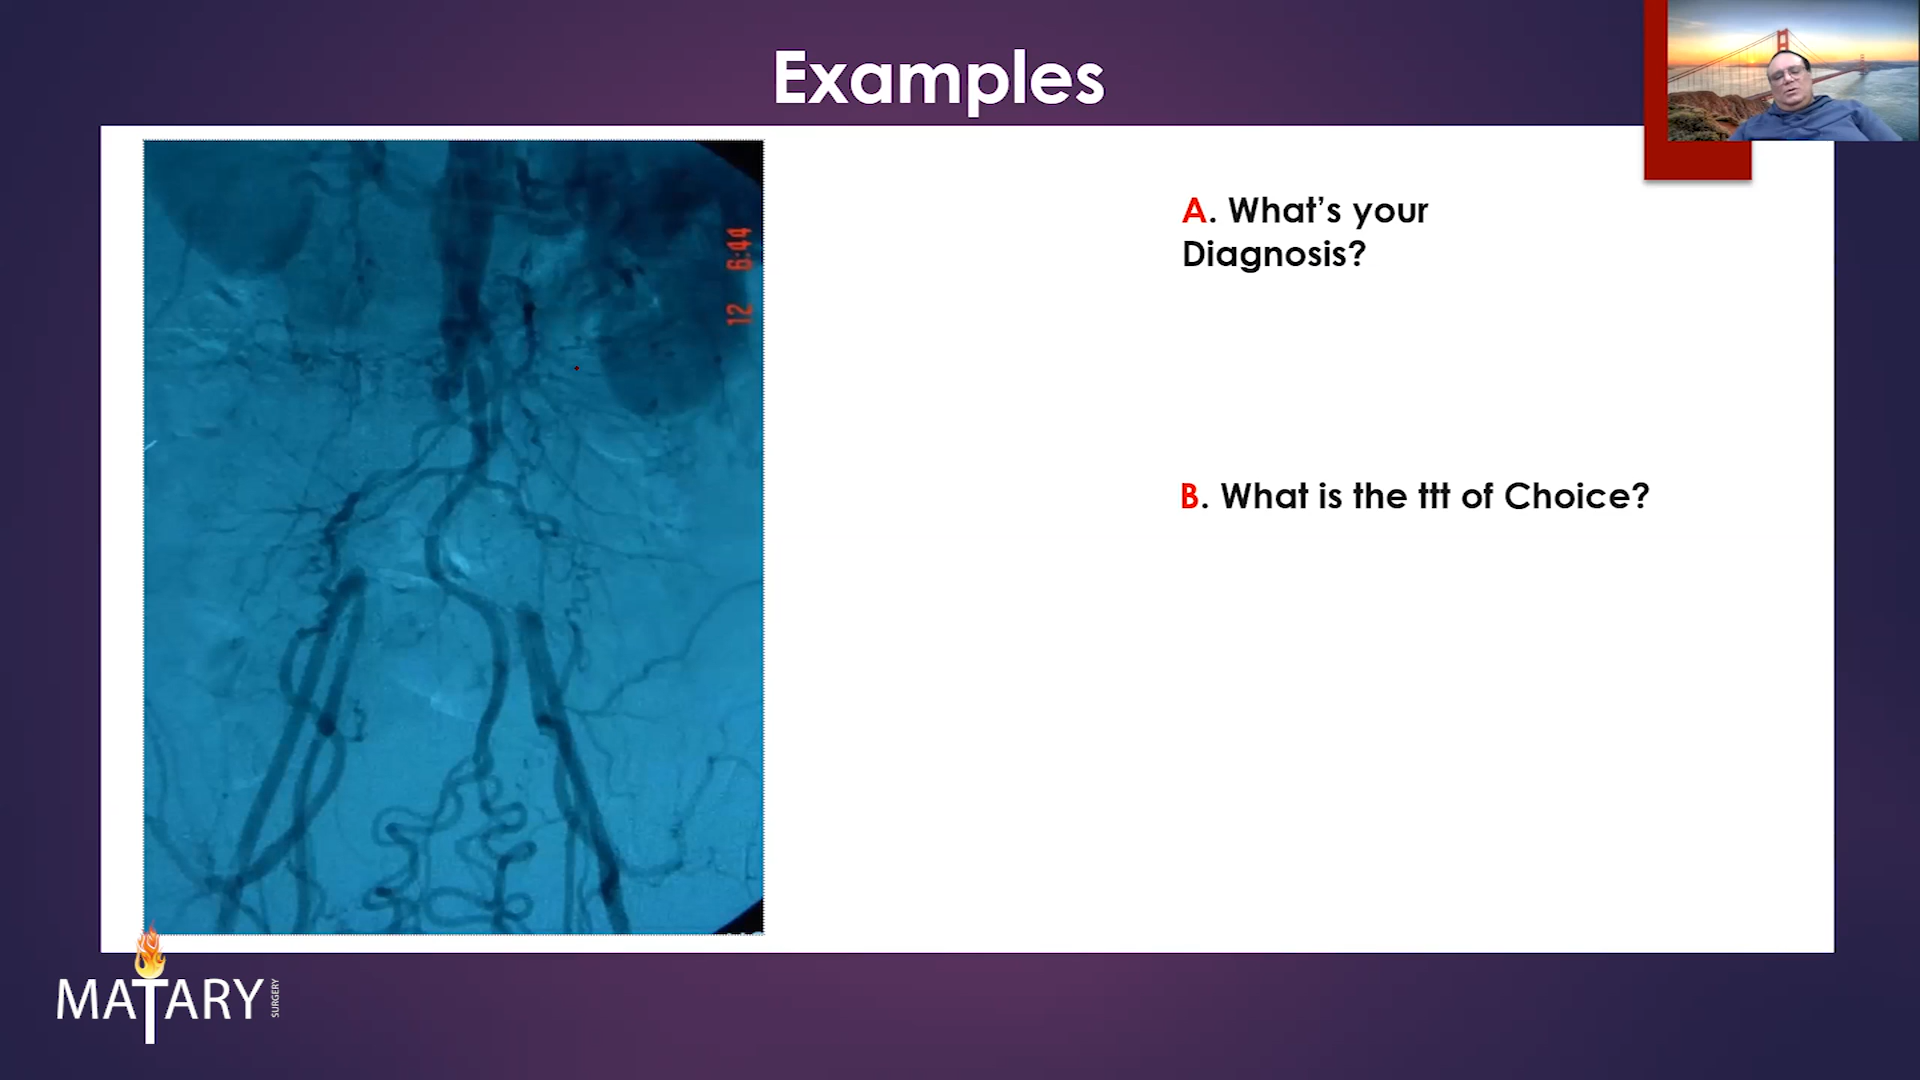 Examples
12 6:44
A. What's your
Diagnosis?
B. What is the ttt of Choice?
MATARY
SURGERY